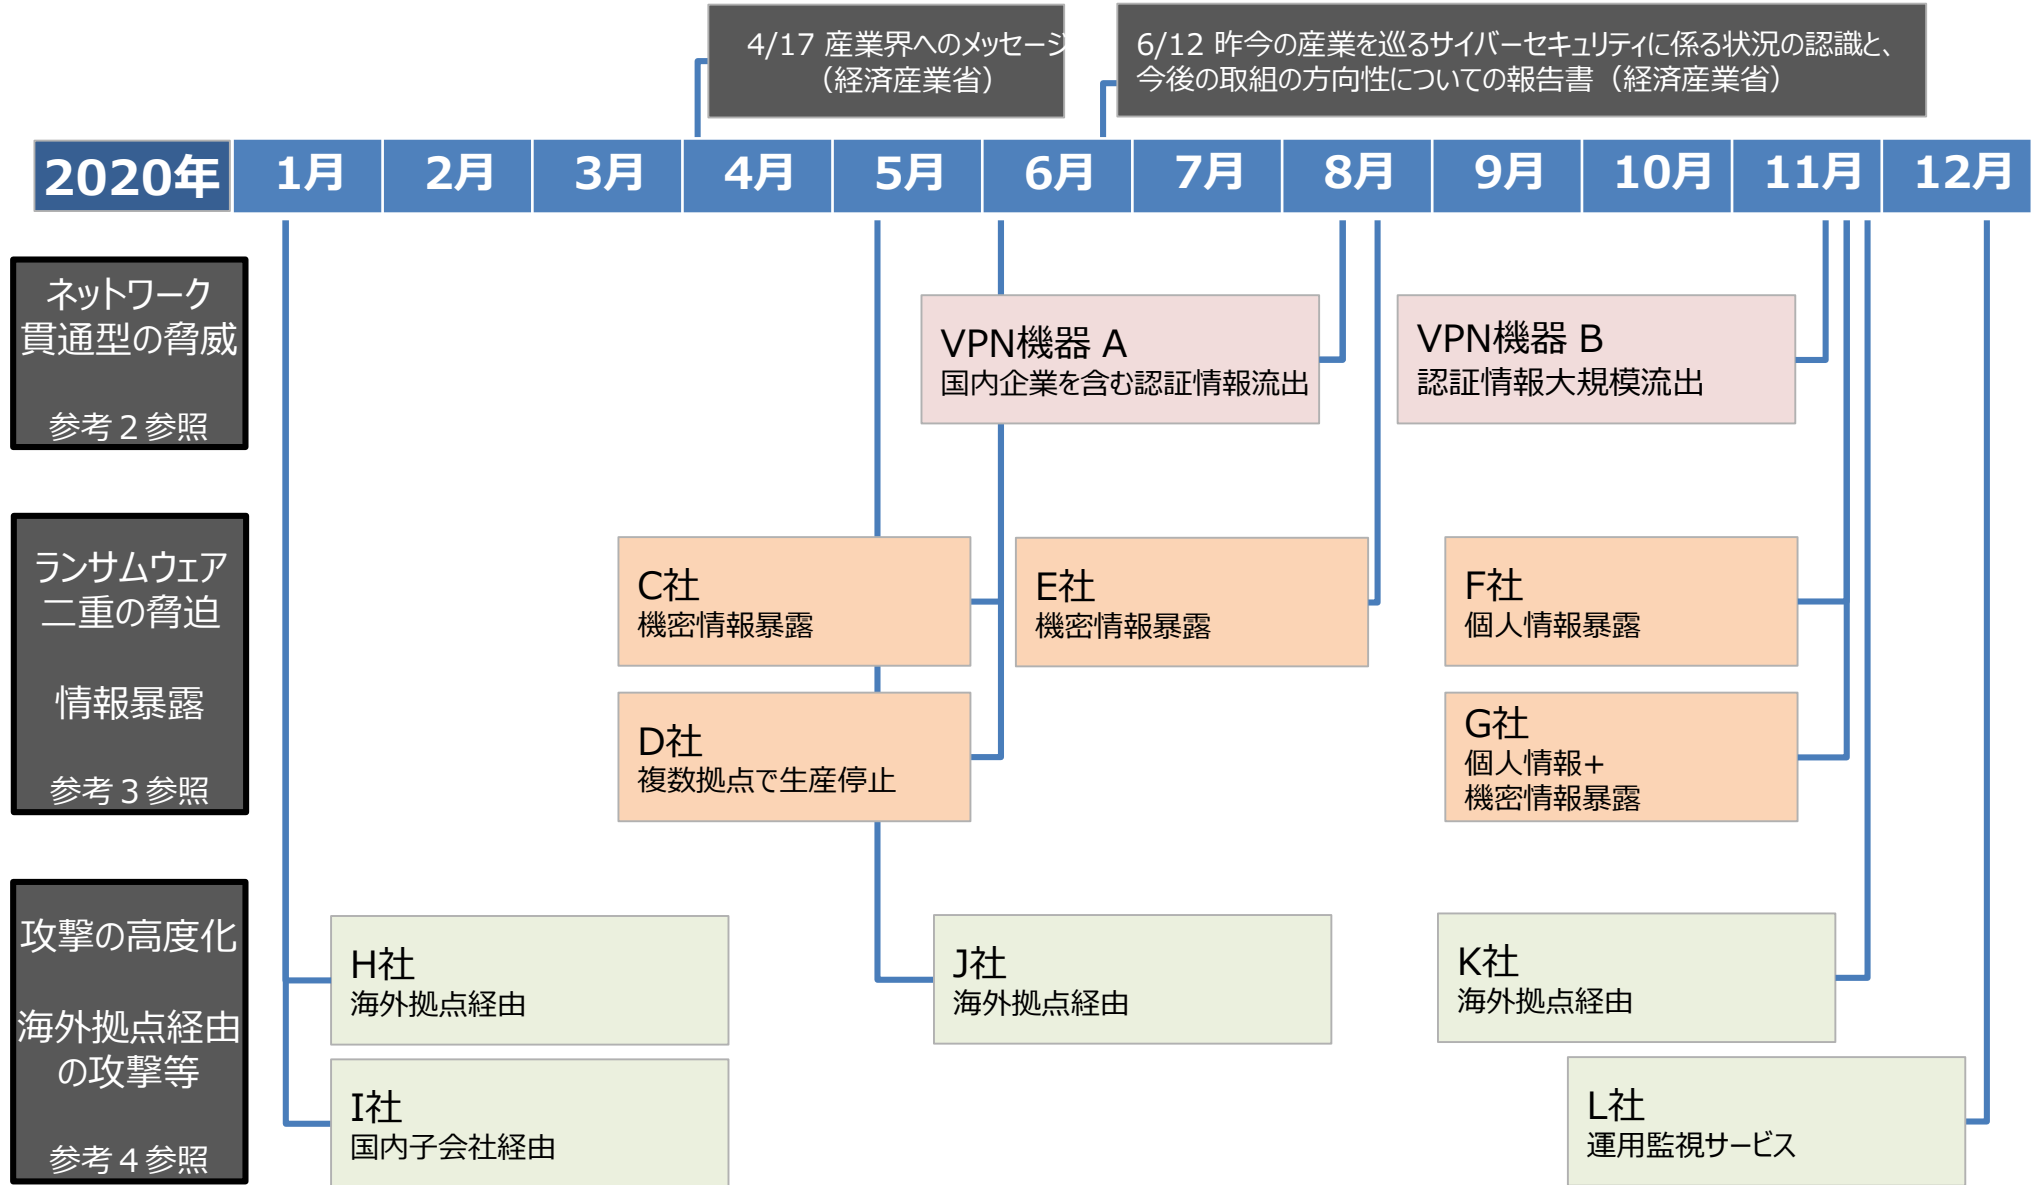 4/17 産業界へのメッセージ
（経済産業省）
6/12 昨今の産業を巡るサイバーセキュリティに係る状況の認識と、
今後の取組の方向性についての報告書（経済産業省）
2020年
1月
2月
3月
4月
5月
6月
7月
8月
9月
10月
11月
12月
ネットワーク
貫通型の脅威
参考２参照
VPN機器 A
国内企業を含む認証情報流出
VPN機器 B
認証情報大規模流出
ランサムウェア
二重の脅迫
情報暴露
参考３参照
C社
機密情報暴露
E社
機密情報暴露
F社
個人情報暴露
D社
複数拠点で生産停止
G社
個人情報+
機密情報暴露
攻撃の高度化
海外拠点経由
の攻撃等
参考４参照
H社
海外拠点経由
J社
海外拠点経由
K社
海外拠点経由
I社
国内子会社経由
L社
運用監視サービス